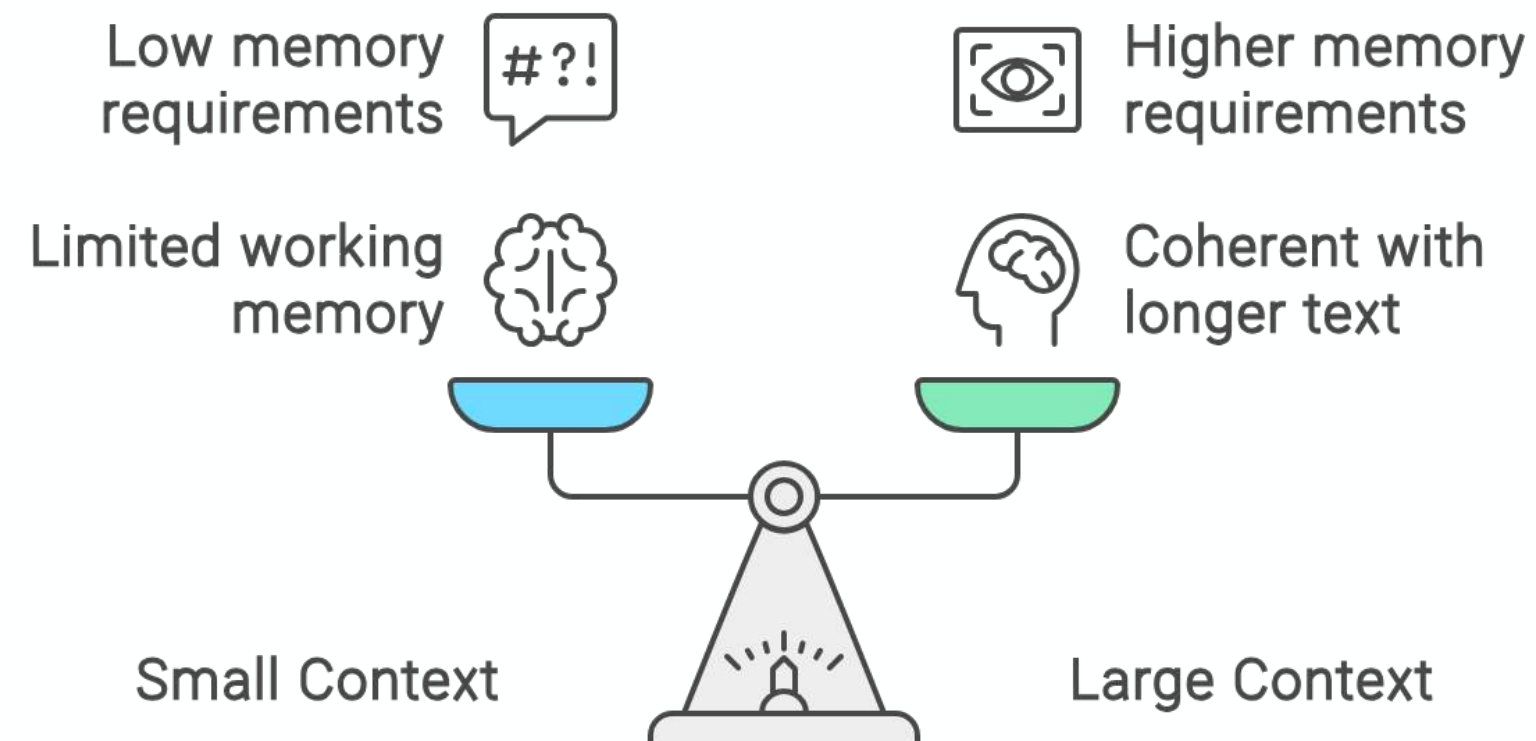 Low memory
requirements
#?!
Higher memory
requirements
Limited working
memory
Coherent with
longer text
Small Context
Large Context